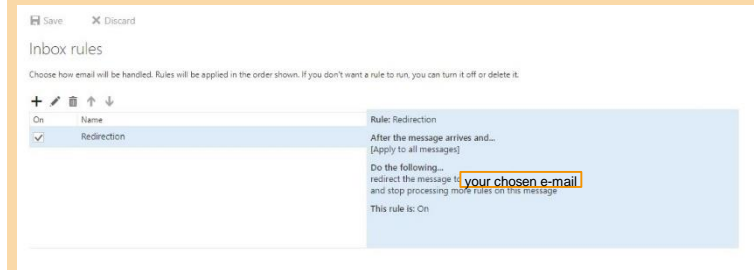 Save Discard
Inbox rules
Choose how email will be handled. Rules will be applied in the order shown. If you don't want a rule to run, you can turn it off or delete it.
On Name
Redirection
Rule: Redirection
After the message arrives and...
[Apply to all messages]
Do the following...
redirect the message to your chosen e-mail
and stop processing more rules on this message
This rule is: On